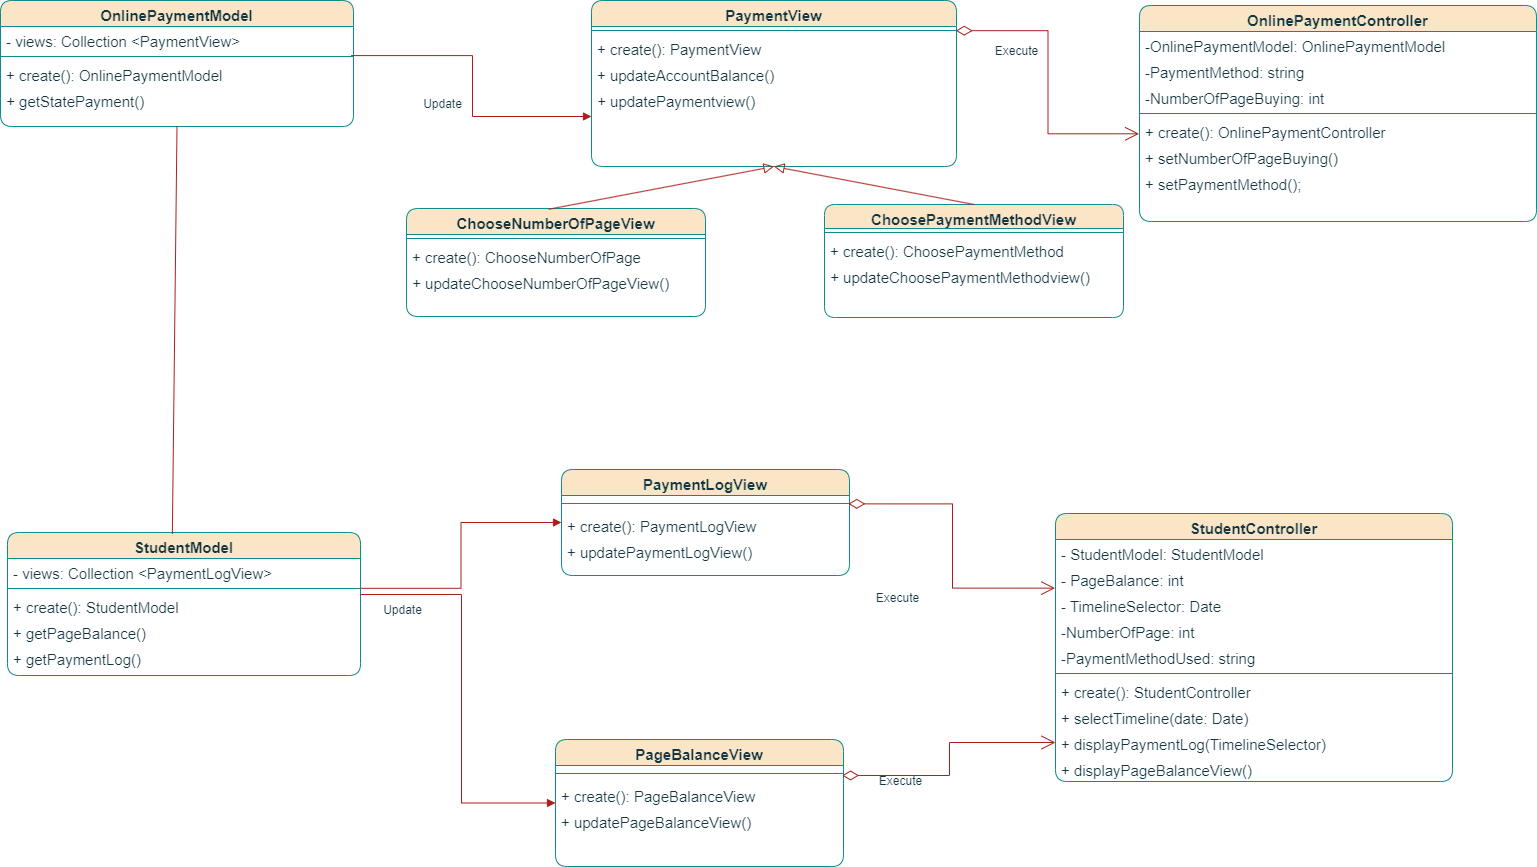 OnlinePaymentModel
- views: Collection <PaymentView>
+ create(): OnlinePaymentModel
+ getStatePayment()
Update
PaymentView
+ create(): PaymentView
+ updateAccountBalance()
+ updatePaymentview()
Execute
OnlinePaymentController
-OnlinePaymentModel: OnlinePaymentModel
-PaymentMethod: string
-NumberOfPageBuying: int
+ create(): OnlinePaymentController
+ setNumberOfPageBuying()
+ setPaymentMethod();
ChooseNumberOfPageView
+ create(): ChooseNumberOfPage
+ updateChooseNumberOfPageView()
ChoosePaymentMethodView
+ create(): ChoosePaymentMethod
+ updateChoosePaymentMethodview()
StudentModel
- views: Collection <PaymentLogView>
+ create(): StudentModel
+ getPageBalance()
+ getPaymentLog()
Update
PaymentLogView
+ create(): PaymentLogView
+ updatePaymentLogView()
Execute
PageBalanceView
+ create(): PageBalanceView
+ updatePageBalanceView()
Execute
StudentController
- StudentModel: StudentModel
- PageBalance: int
- TimelineSelector: Date
-NumberOfPage: int
-PaymentMethodUsed: string
+ create(): StudentController
+ selectTimeline(date: Date)
+ displayPaymentLog(TimelineSelector)
+ displayPageBalanceView()